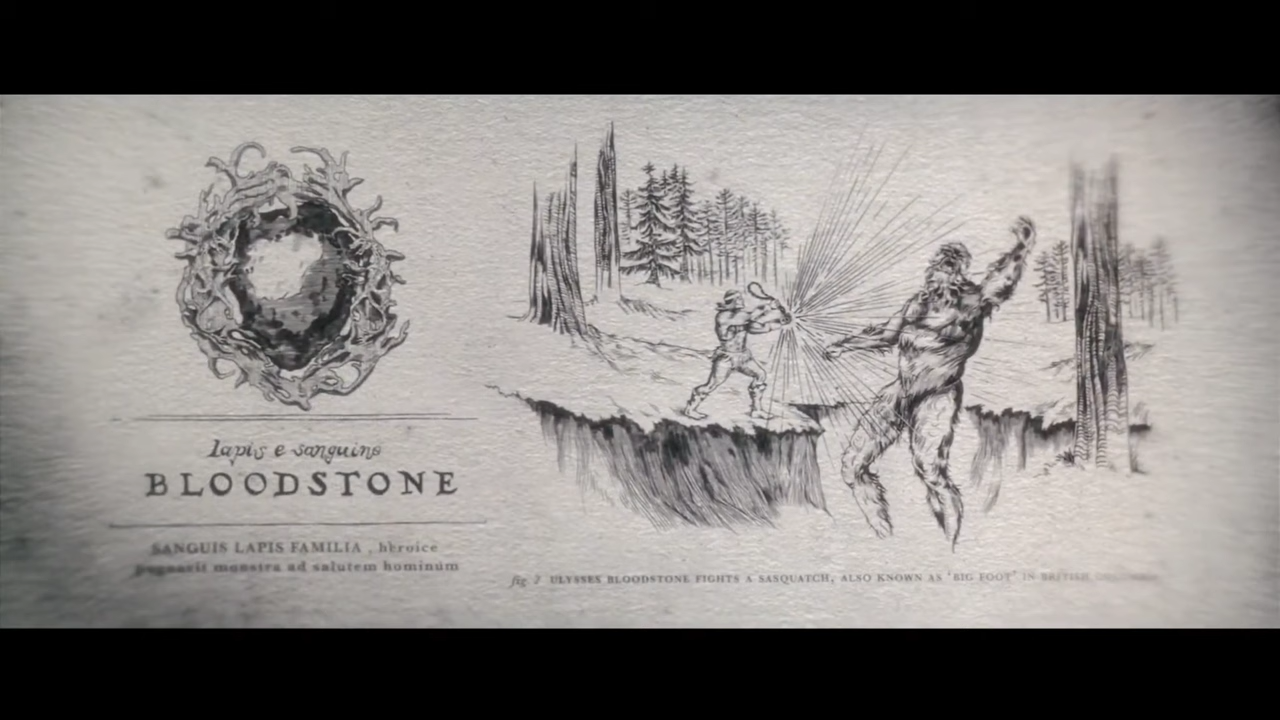 lapis e sanguine
BLOODSTONE
SANGUIS LAPIS FAMILIA , heroice
pugnavit monstra ad salutem hominum
fig. 2 ULYSSES BLOODSTONE FIGHTS A SASQUATCH, ALSO KNOWN AS 'BIG FOOT' IN BRITISH